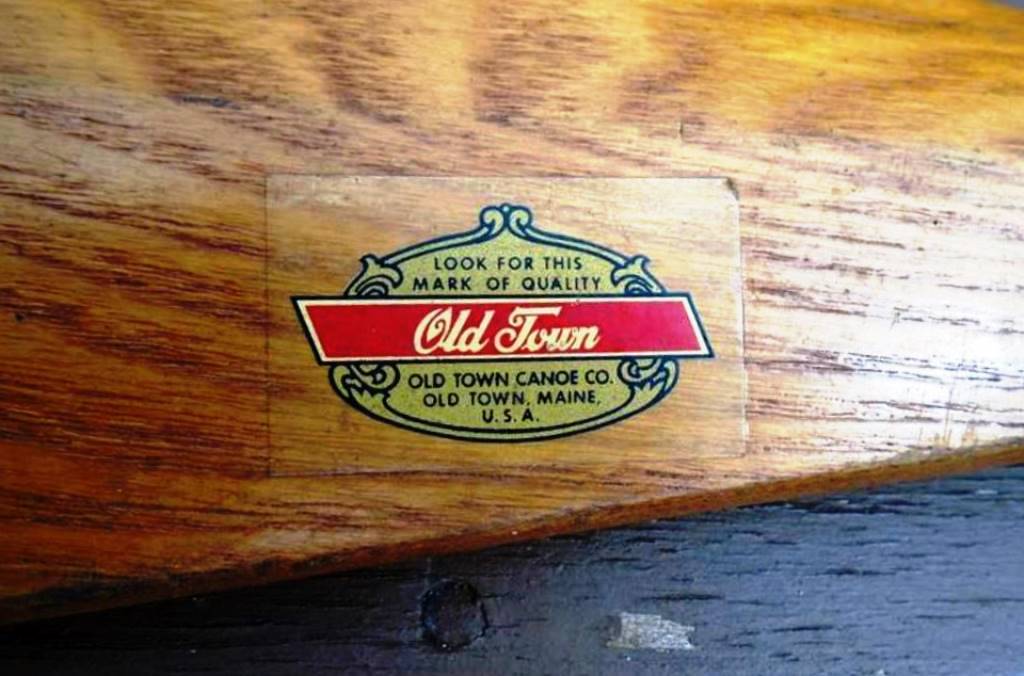 LOOK FOR THIS
MARK OF QUALITY
Old Town
OLD TOWN CANOE CO.
OLD TOWN, MAINE,
U.S.A.